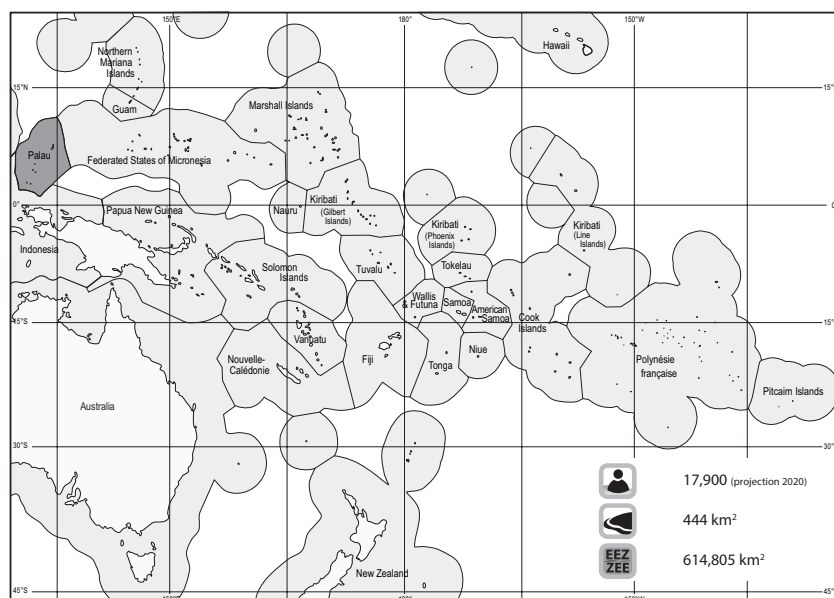 150°E
180°
150°W
Hawaii
Northern
Mariana
Islands
15°N
15°
Guam
Marshall Islands
Palau
Federated States of Micronesia
0°
0
Papua New Guinea
Nauru
Kiribati
(Gilbert
Islands)
Kiribati
(Phoenix
Islands)
Kiribati
(Line
Islands)
Indonesia
Solomon
Islands
Tuvalu
Tokelau
Wallis
& Futuna
Samoa
American
Samoa
Cook
Islands
15°S
15°
Vanuatu
Nouvelle-
Calédonie
Fiji
Tonga
Niue
Polynésie
française
Pitcairn Islands
Australia
30°S
30°
17,900 (projection 2020)
444 km²
EEZ
ZEE
614,805 km²
New Zealand
45°S
45°
150°E
180°
150°W